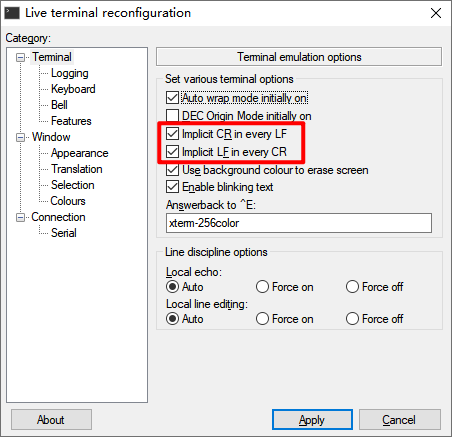 Live terminal reconfiguration
Category:
Terminal
Logging
Keyboard
Bell
Features
Window
Appearance
Translation
Selection
Colours
Connection
Serial
Terminal emulation options
Set various terminal options
Auto wrap mode initially on
DEC Origin Mode initially on
Implicit CR in every LF
Implicit LF in every CR
Use background colour to erase screen
Enable blinking text
Answerback to ^E:
xterm-256color
Line discipline options
Local echo:
Auto Force on Force off
Local line editing:
Auto Force on Force off
About Apply Cancel